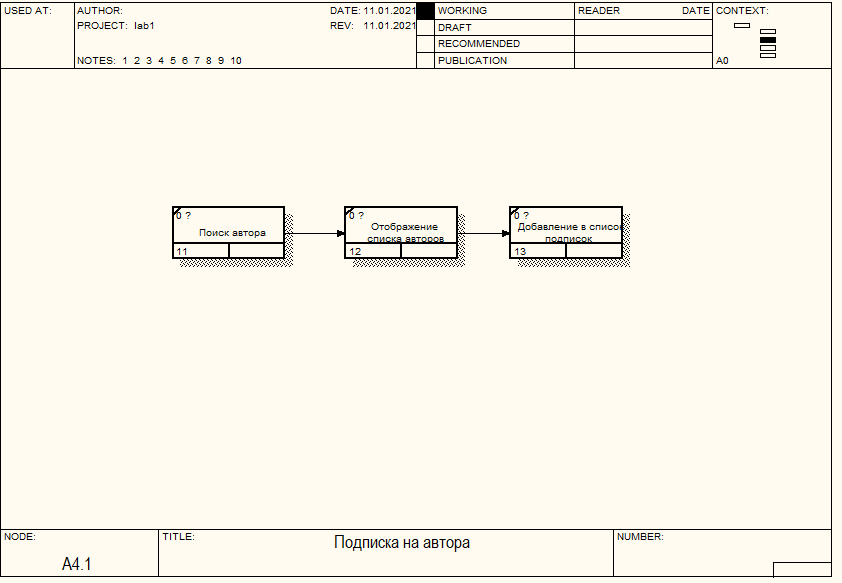 USED AT:
AUTHOR:
DATE: 11.01.2021
PROJECT: lab1
REV: 11.01.2021
NOTES: 1 2 3 4 5 6 7 8 9 10
WORKING
DRAFT
RECOMMENDED
PUBLICATION
READER DATE
CONTEXT:
A0
0 ?
Поиск автора
11
0 ?
Отображение
списка авторов
12
0 ?
Добавление в список
подписок
13
NODE:
A4.1
TITLE:
Подписка на автора
NUMBER: